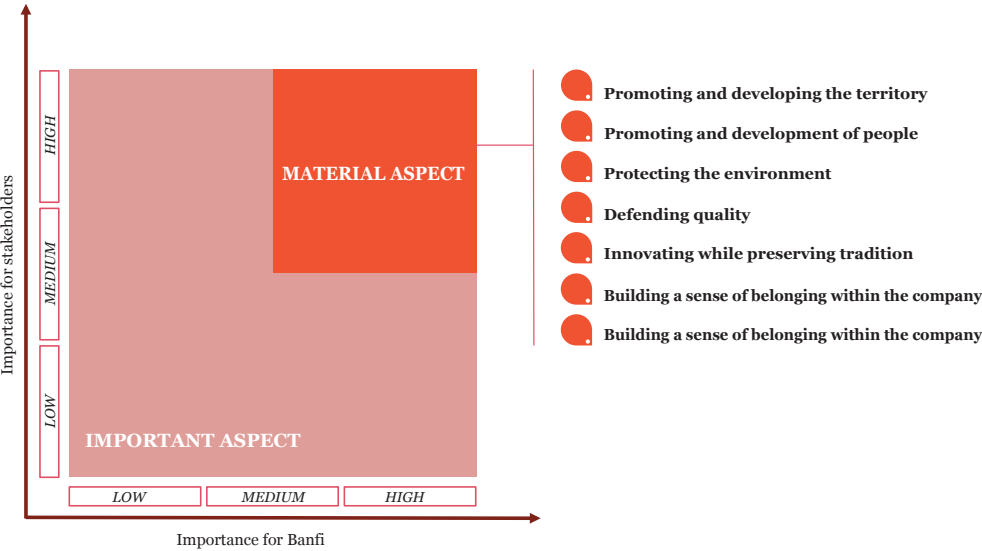 Importance for stakeholders
HIGH
MEDIUM
LOW
MATERIAL ASPECT
IMPORTANT ASPECT
LOW
MEDIUM
HIGH
Importance for Banfi
Promoting and developing the territory
Promoting and development of people
Protecting the environment
Defending quality
Innovating while preserving tradition
Building a sense of belonging within the company
Building a sense of belonging within the company